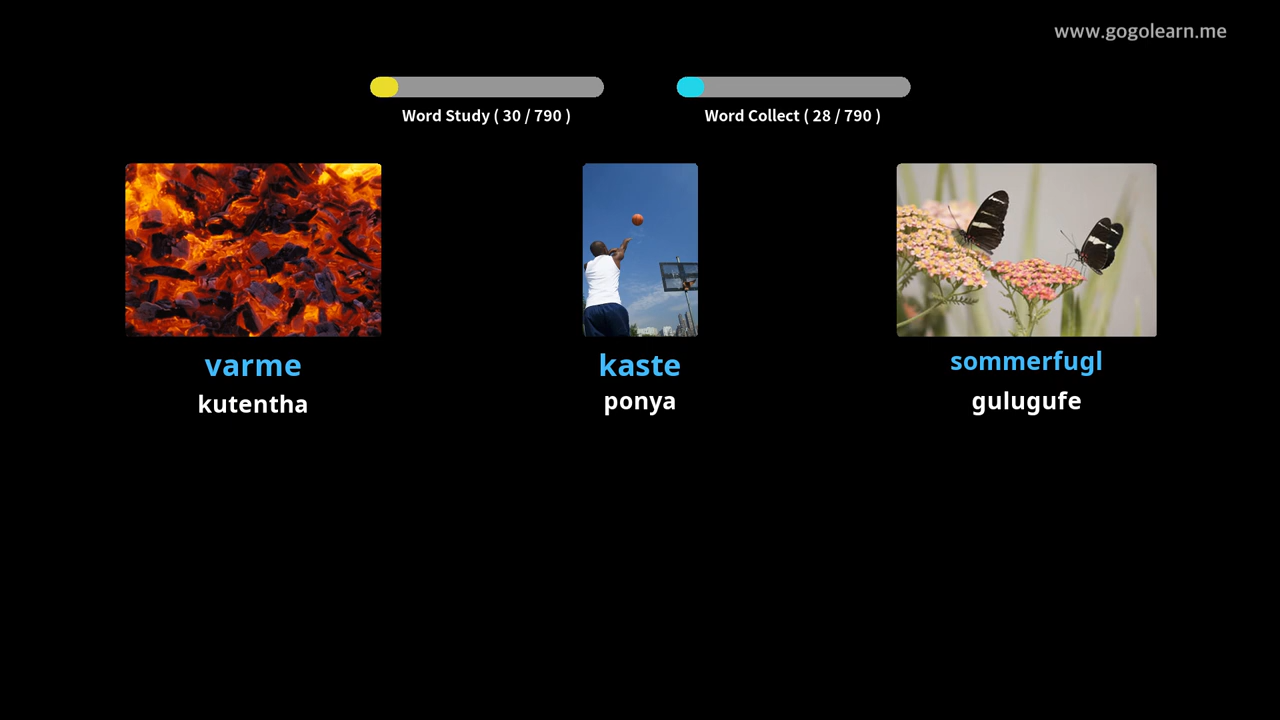 www.gogolearn.me
Word Study ( 30 / 790 )
Word Collect ( 28 / 790 )
varme
kutentha
kaste
ponya
sommerfugl
gulugufe